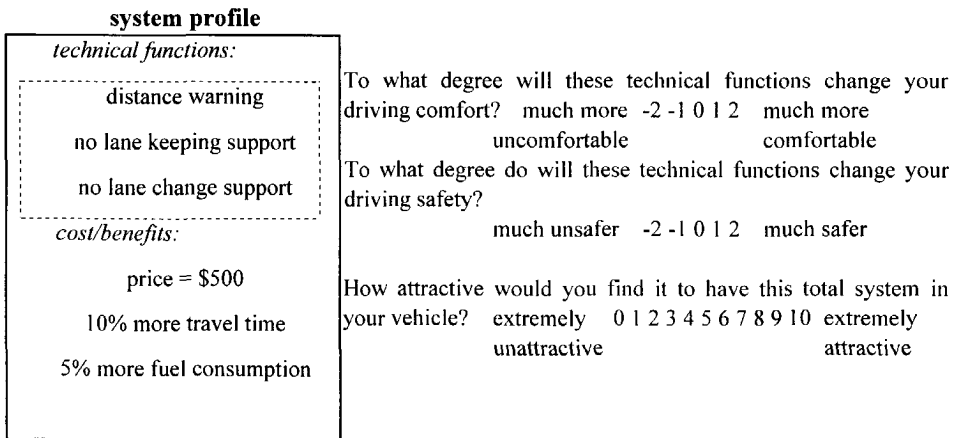 system profile
technical functions:
distance warning
no lane keeping support
no lane change support
cost/benefits:
price = $500
10% more travel time
5% more fuel consumption
To what degree will these technical functions change your
driving comfort? much more -2 -1 0 1 2 much more
uncomfortable comfortable
To what degree do will these technical functions change your
driving safety?
much unsafer -2 -1 0 1 2 much safer
How attractive would you find it to have this total system in
your vehicle? extremely 0 1 2 3 4 5 6 7 8 9 10 extremely
unattractive attractive